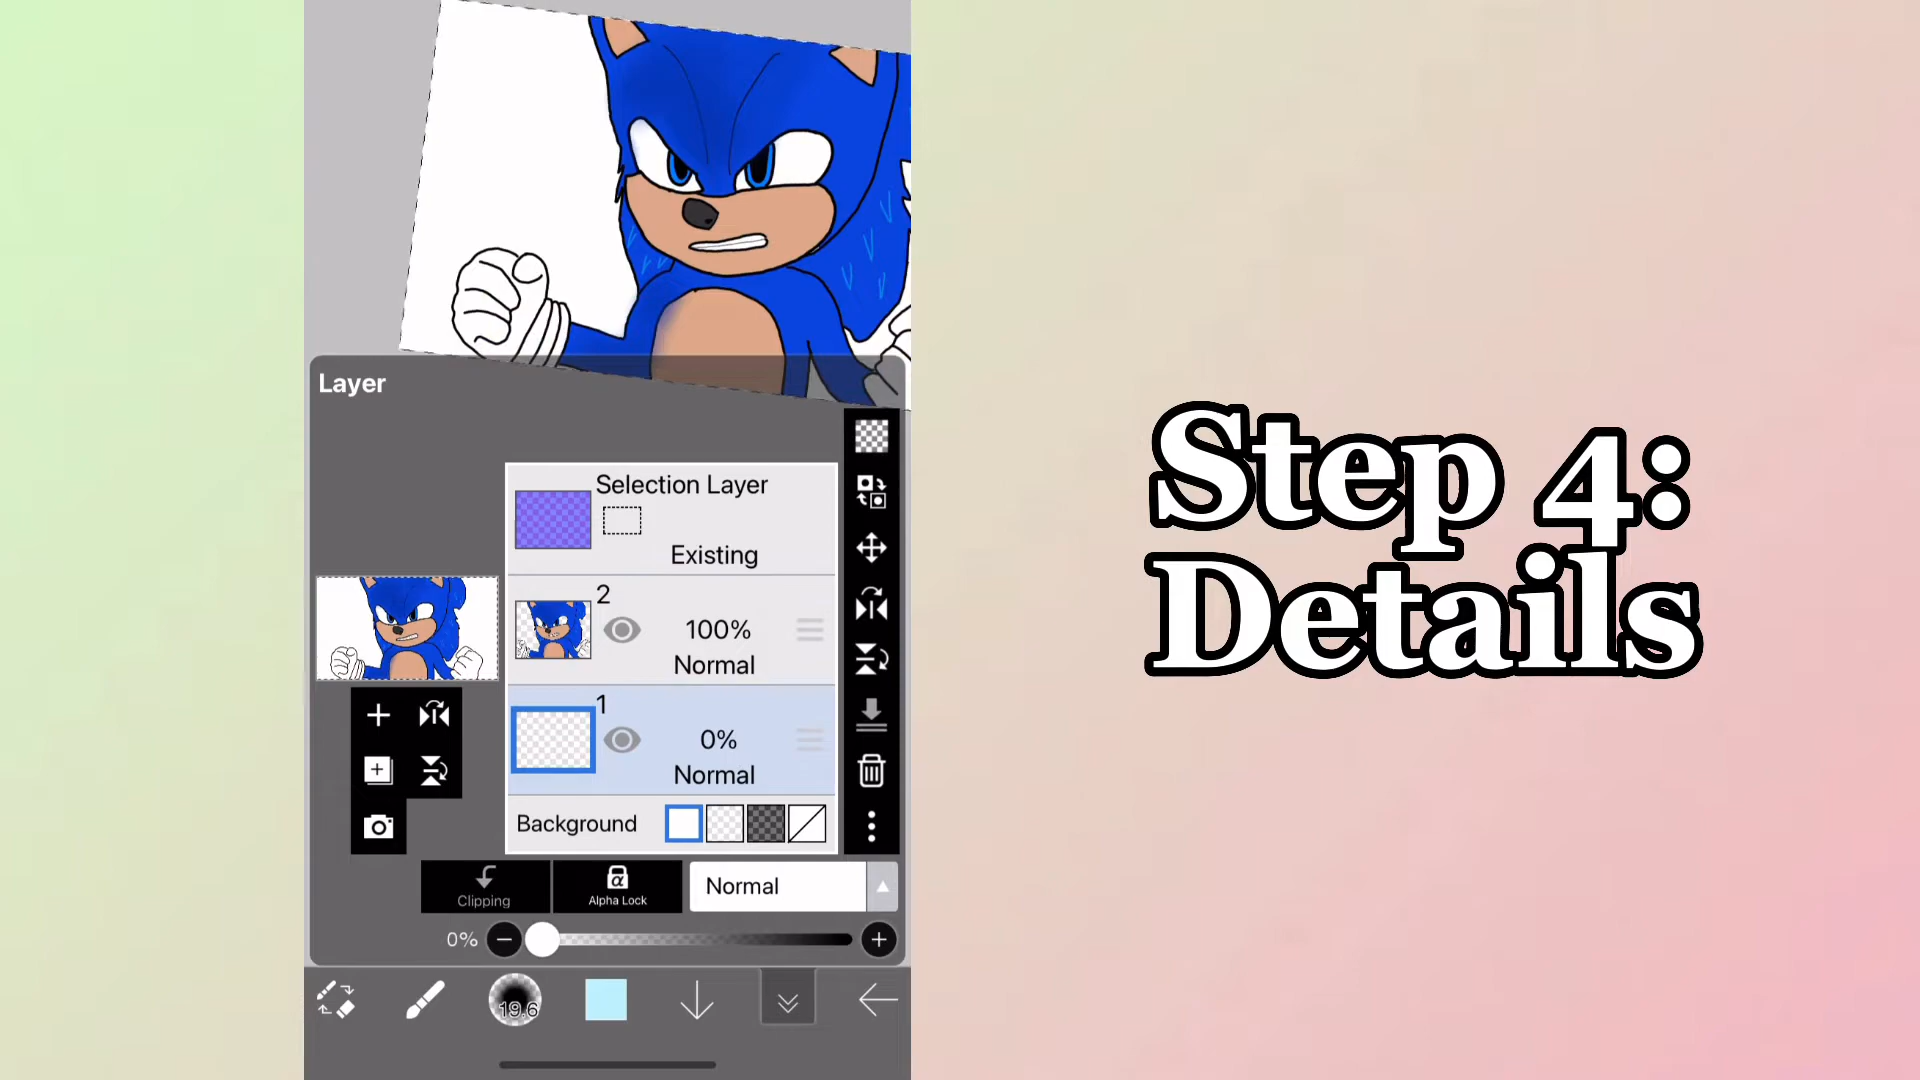 Layer
Selection Layer
Existing
2
100%
Normal
1
0%
Normal
Background
Clipping
α
Alpha Lock
Normal
0%
19.6
Step 4:
Details